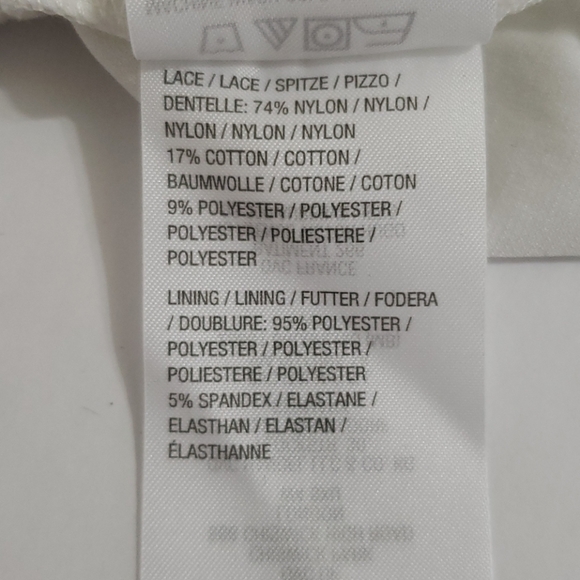 LACE / LACE / SPITZE / PIZZO /
DENTELLE: 74% NYLON / NYLON /
NYLON / NYLON / NYLON
17% COTTON / COTTON /
BAUMWOLLE / COTONE / COTON
9% POLYESTER / POLYESTER /
POLYESTER / POLIESTERE /
POLYESTER
LINING / LINING / FUTTER / FODERA
/ DOUBLURE: 95% POLYESTER /
POLYESTER / POLYESTER /
POLIESTERE / POLYESTER
5% SPANDEX / ELASTANE /
ELASTHAN / ELASTAN /
ÉLASTHANNE